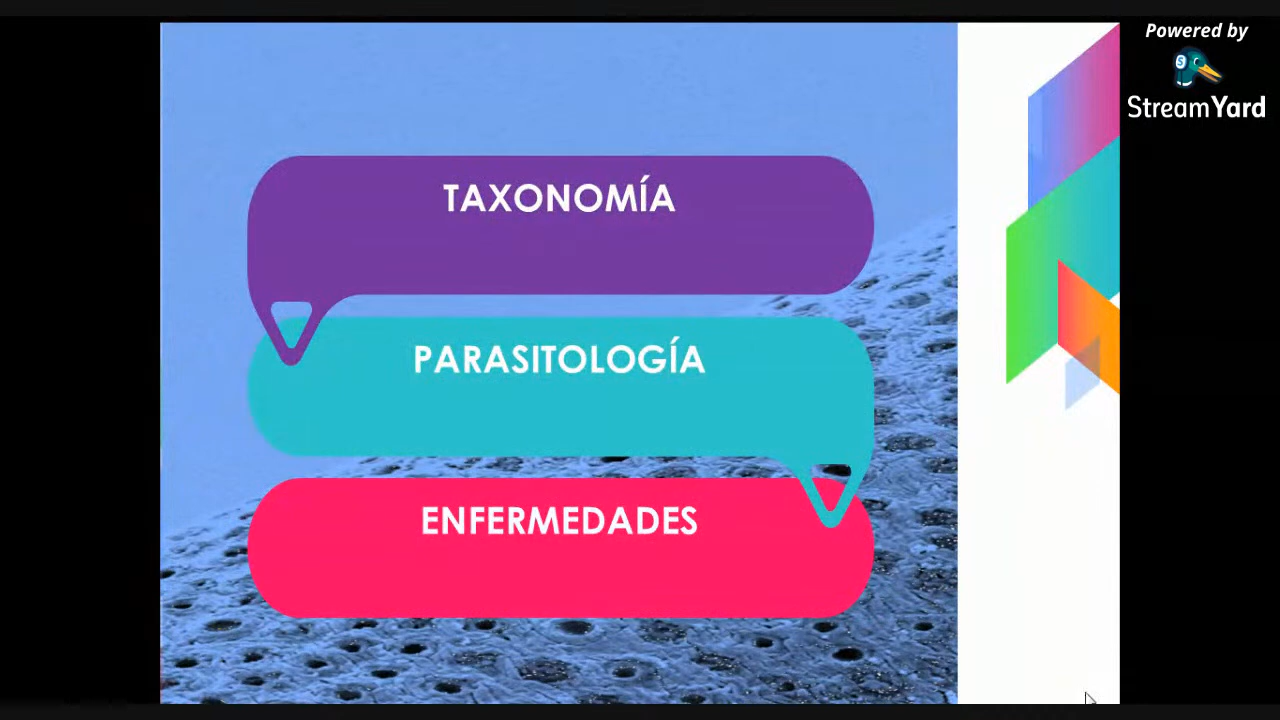 Powered by
StreamYard
TAXONOMÍA
PARASITOLOGÍA
ENFERMEDADES